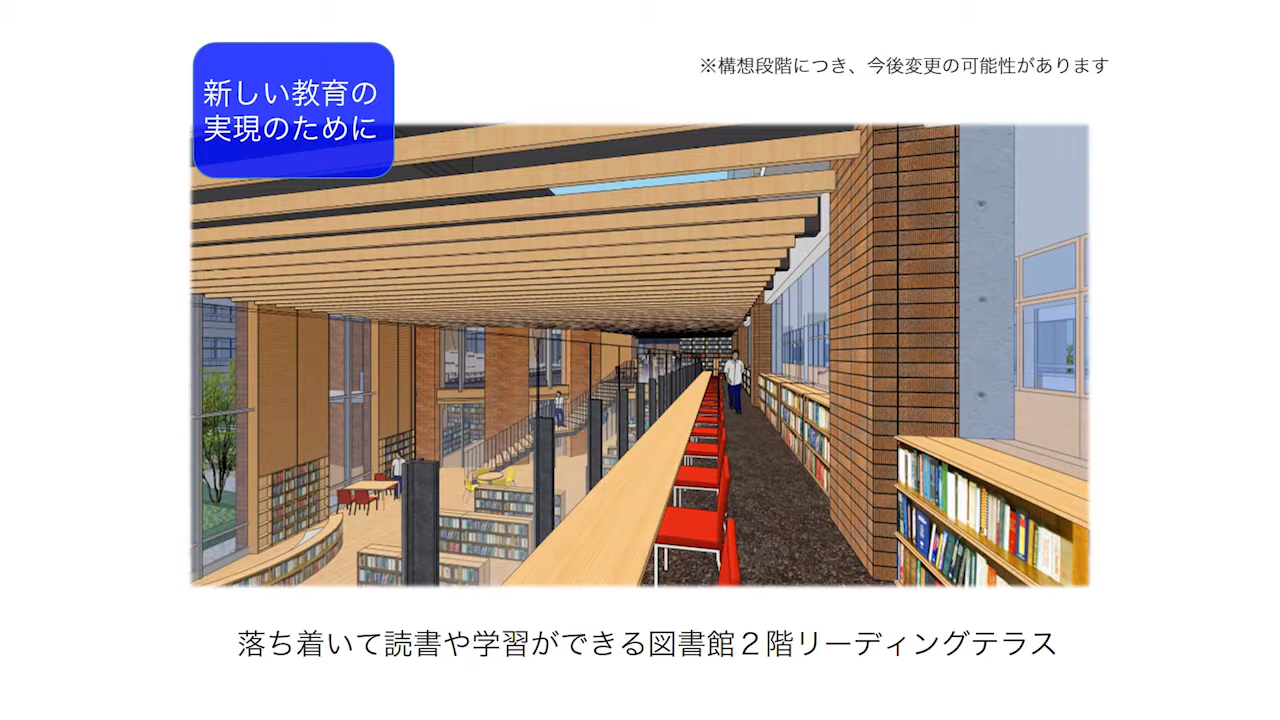 新しい教育の
実現のために
※構想段階につき、今後変更の可能性があります
落ち着いて読書や学習ができる図書館２階リーディングテラス